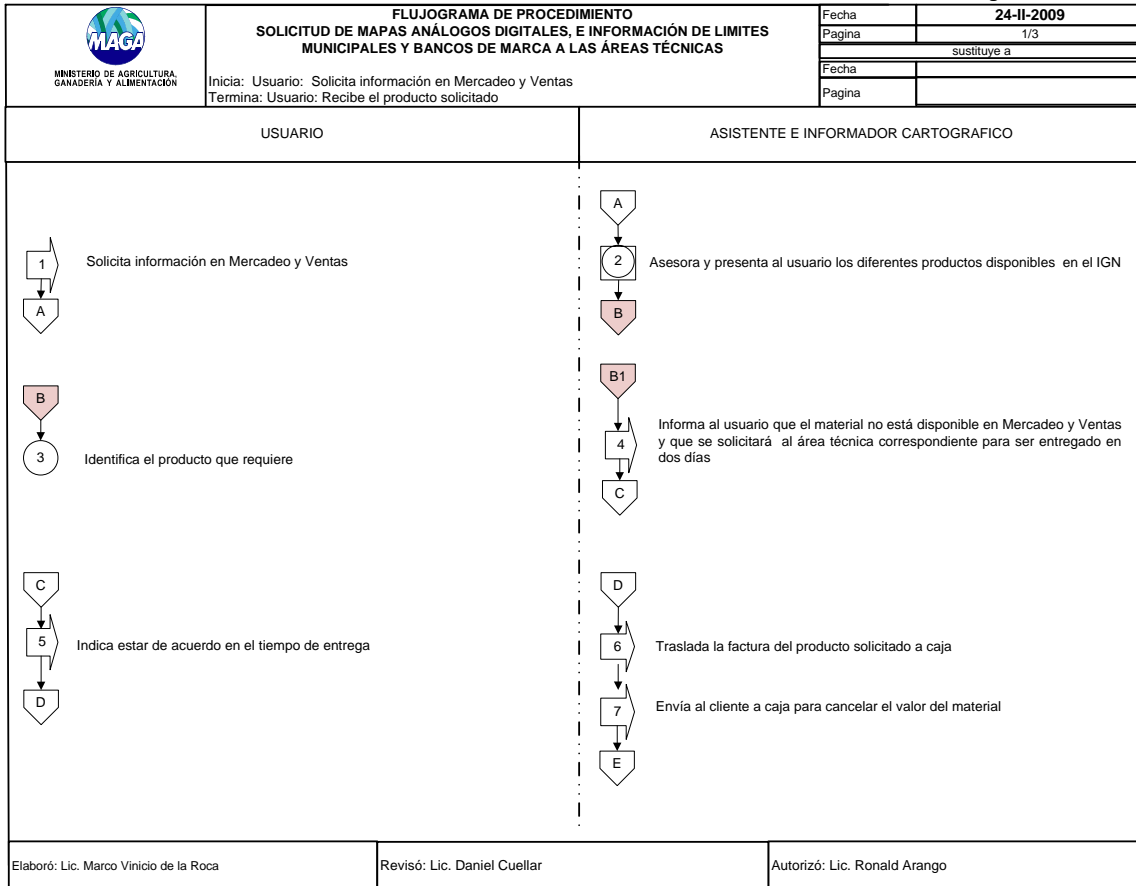 MAGA
MINISTERIO DE AGRICULTURA,
GANADERÍA Y ALIMENTACIÓN
FLUJOGRAMA DE PROCEDIMIENTO
SOLICITUD DE MAPAS ANÁLOGOS DIGITALES, E INFORMACIÓN DE LIMITES
MUNICIPALES Y BANCOS DE MARCA A LAS ÁREAS TÉCNICAS
Inicia: Usuario: Solicita información en Mercadeo y Ventas
Termina: Usuario: Recibe el producto solicitado
Fecha 24-II-2009
Pagina 1/3
sustituye a
Fecha
Pagina
USUARIO
ASISTENTE E INFORMADOR CARTOGRAFICO
1 Solicita información en Mercadeo y Ventas
A
B
3 Identifica el producto que requiere
C
5 Indica estar de acuerdo en el tiempo de entrega
D
A
2 Asesora y presenta al usuario los diferentes productos disponibles en el IGN
B
B1
Informa al usuario que el material no está disponible en Mercadeo y Ventas
4 y que se solicitará al área técnica correspondiente para ser entregado en
dos días
C
D
6 Traslada la factura del producto solicitado a caja
7 Envía al cliente a caja para cancelar el valor del material
E
Elaboró: Lic. Marco Vinicio de la Roca
Revisó: Lic. Daniel Cuellar
Autorizó: Lic. Ronald Arango